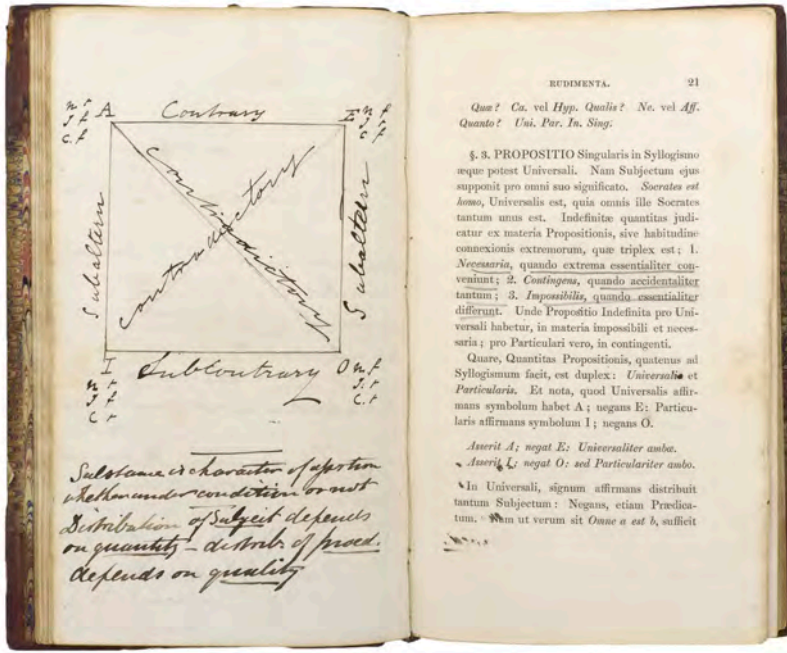 A Contrary E
n t
I f
C f
n f
I t
C f
Subaltern
Contradictory
Contradictory
Subaltern
I SubContrary O
n t
I f
C t
n f
I t
C t
Substance is character of assertion
whether under condition or not
Distribution of Subject depends
on quantity – distrib of pred.
depends on quality
RUDIMENTA. 21
Quæ? Ca. vel Hyp. Qualis? Ne. vel Aff.
Quanto? Uni. Par. In. Sing.
§. 3. PROPOSITIO Singularis in Syllogismo
æque potest Universali. Nam Subjectum ejus
supponit pro omni suo significato. Socrates est
homo, Universalis est, quia omnis ille Socrates
tantum unus est. Indefinitæ quantitas judi-
catur ex materia Propositionis, sive habitudine
connexionis extremorum, quæ triplex est; 1.
Necessaria, quando extrema essentialiter con-
veniunt; 2. Contingens, quando accidentaliter
tantum; 3. Impossibilis, quando essentialiter
differunt. Unde Propositio Indefinita pro Uni-
versali habetur, in materia impossibili et neces-
saria; pro Particulari vero, in contingenti.
Quare, Quantitas Propositionis, quatenus ad
Syllogismum facit, est duplex: Universalis et
Particularis. Et nota, quod Universalis affir-
mans symbolum habet A; negans E: Particu-
laris affirmans symbolum I; negans O.
Asserit A; negat E: Universaliter ambæ.
Asserit I; negat O: sed Particulariter ambo.
In Universali, signum affirmans distribuit
tantum Subjectum: Negans, etiam Prædica-
tum. Nam ut verum sit Omne a est b, sufficit